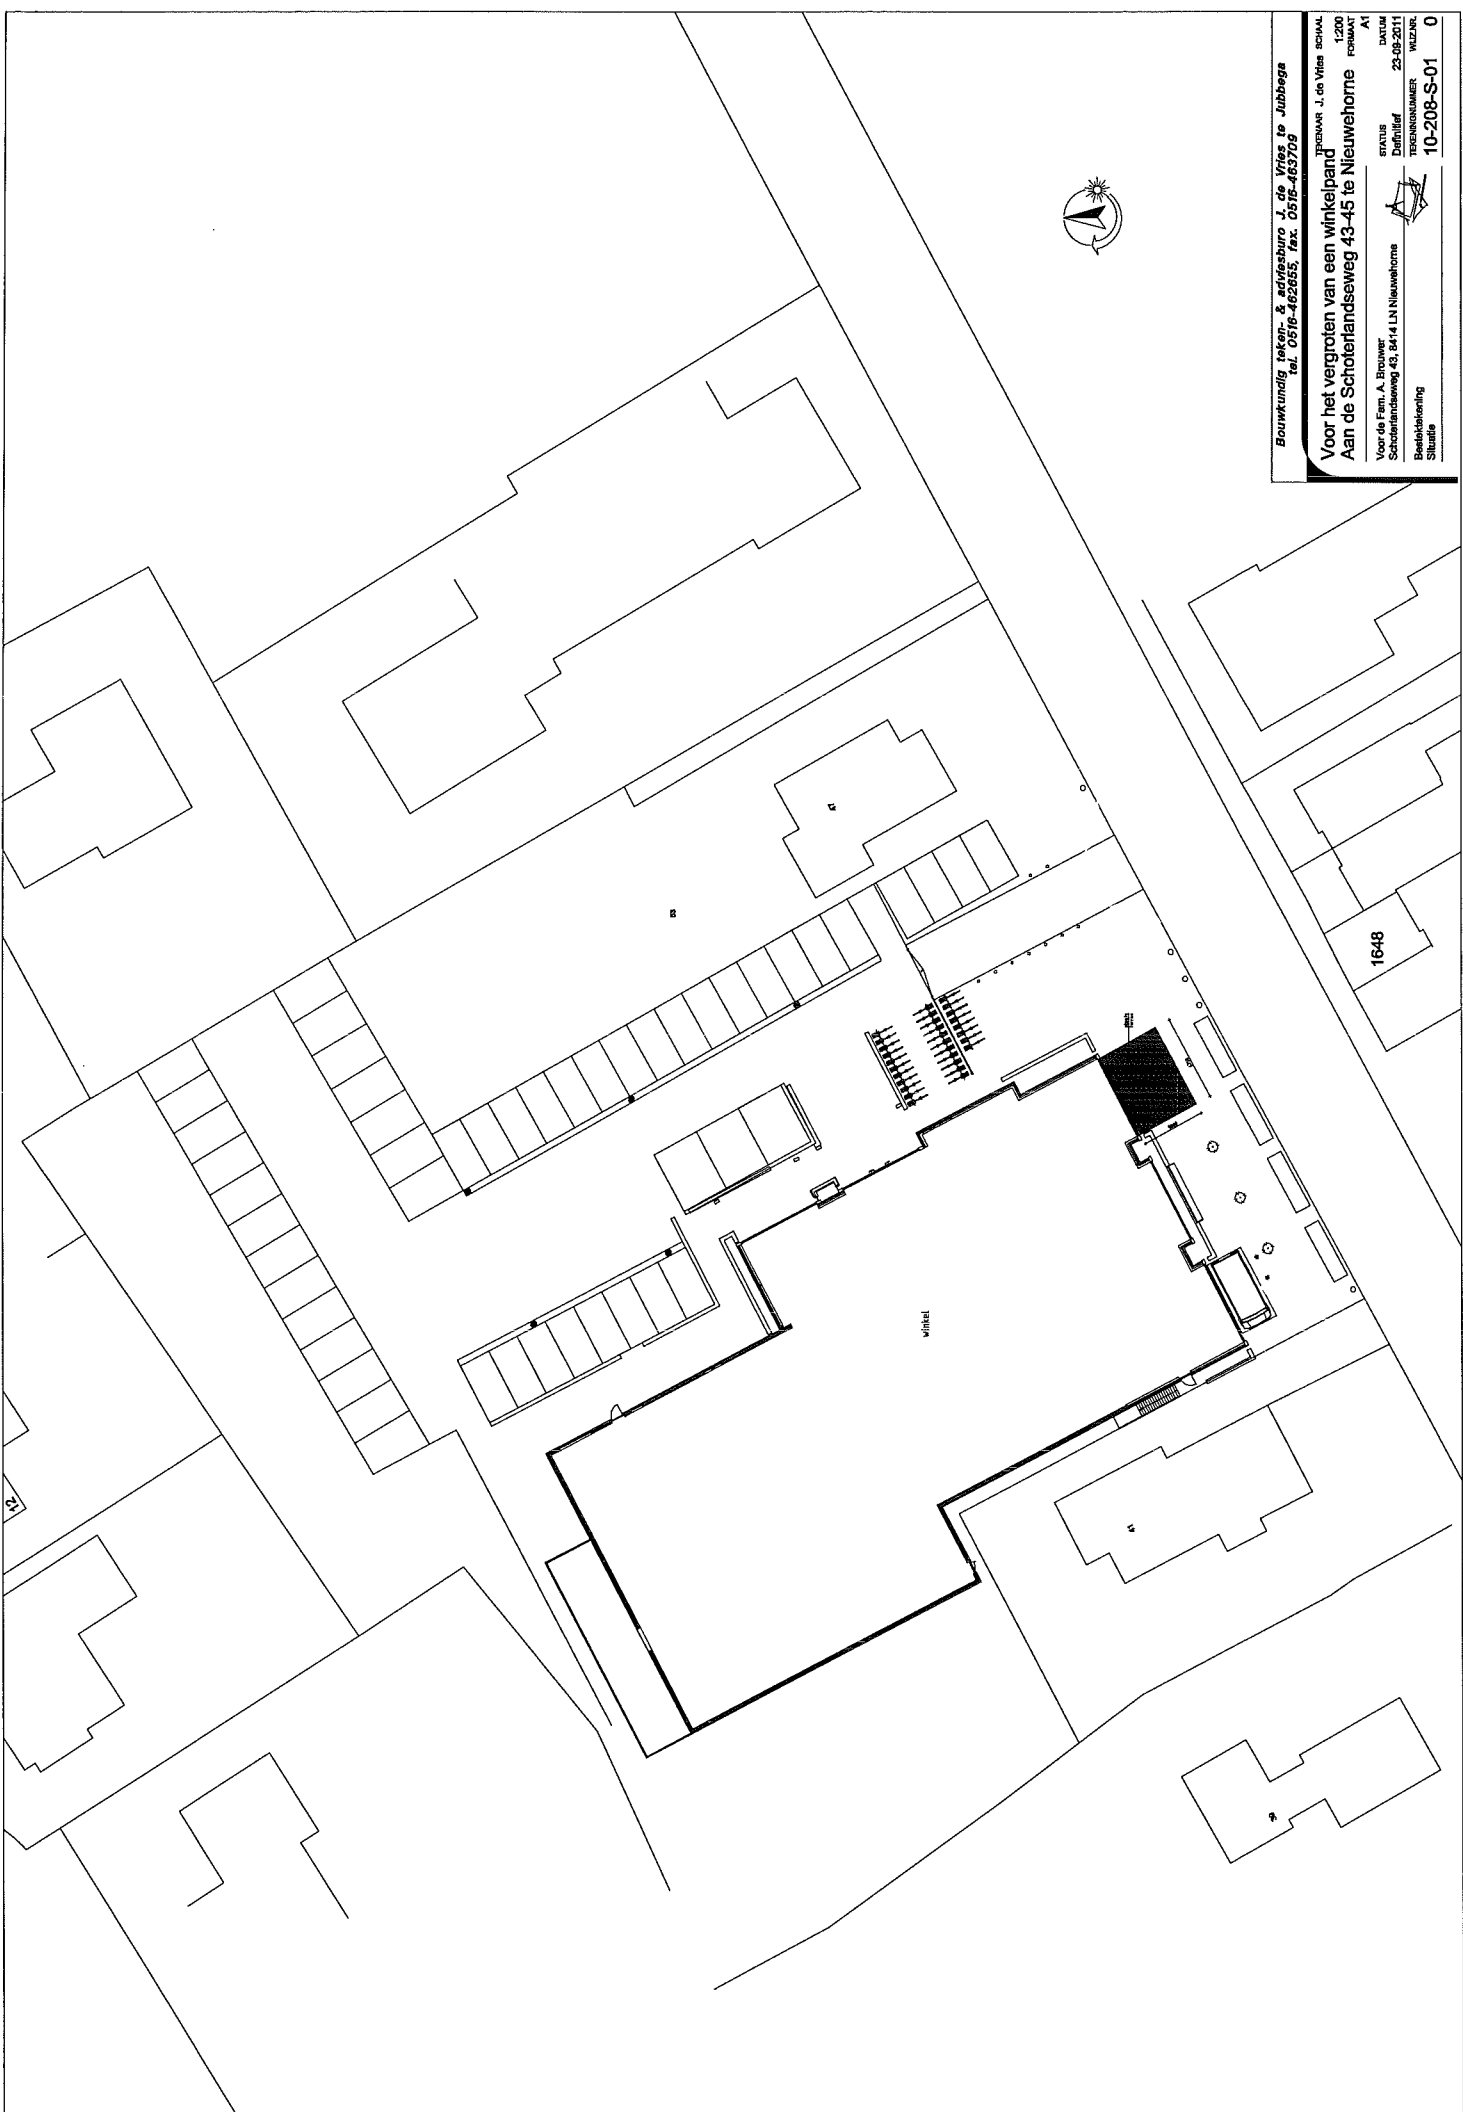 Bouwkundig teken- & adviesburo J. de Vries te Jubbega
tel. 0516-462655, fax. 0516-463709
Voor het vergroten van een winkelpand
Aan de Schoterlandseweg 43-45 te Nieuwehorne
TEKENAAR J. de Vries
SCHAAL
1:200
FORMAAT
A1
Voor de Fam. A. Brouwer
Schoterlandseweg 43, 8414 LN Nieuwehorne
STATUS
Definitief
DATUM
23-09-2011
Bestektekening
Situatie
TEKENINGNUMMER
10-208-S-01
WIJZ.NR.
0
1648
winkel
47
12